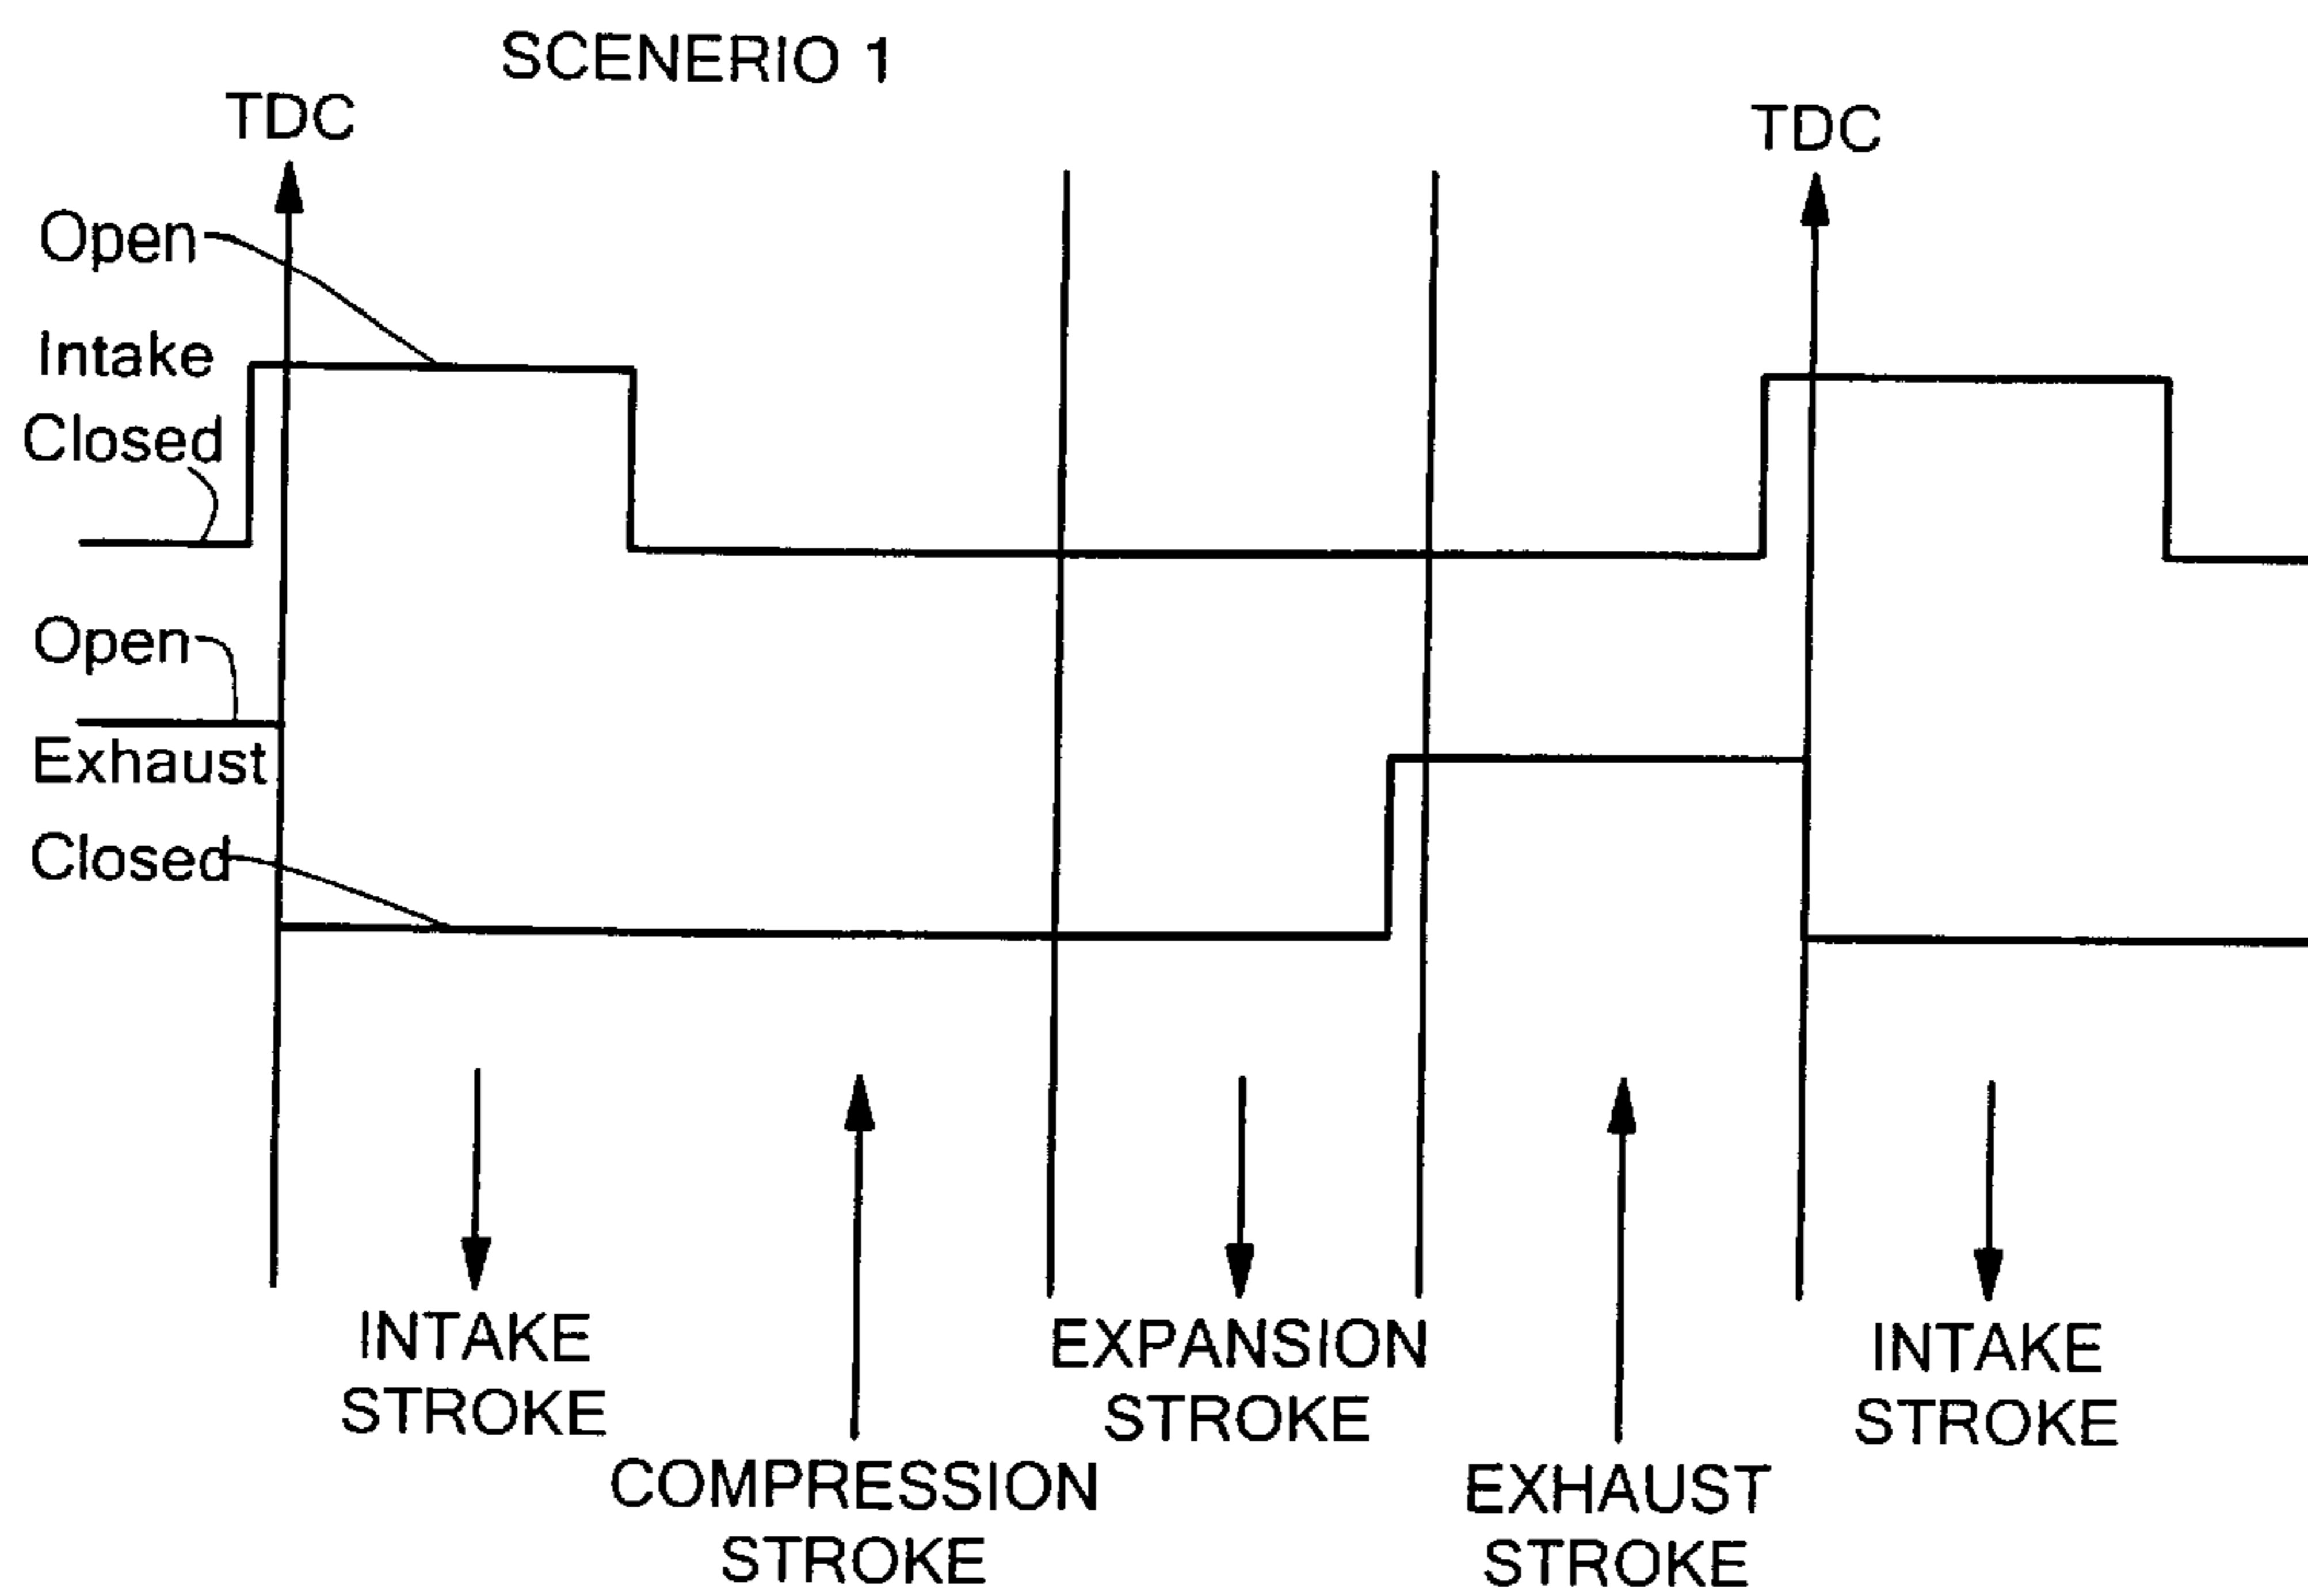 SCENERIO 1
TDC
TDC
Open
Intake
Closed
Open
Exhaust
Closed
INTAKE
STROKE
COMPRESSION
STROKE
EXPANSION
STROKE
EXHAUST
STROKE
INTAKE
STROKE